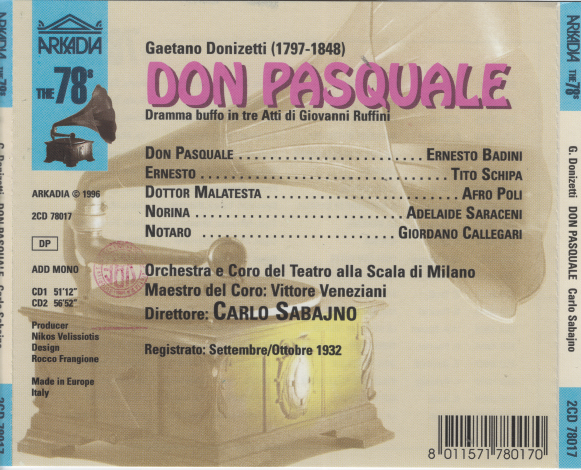 ARKADIA
THE 78s
Gaetano Donizetti (1797-1848)
DON PASQUALE
Dramma buffo in tre Atti di Giovanni Ruffini
Don Pasquale ........................ Ernesto Badini
Ernesto ........................ Tito Schipa
Dottor Malatesta ........................ Afro Poli
Norina ........................ Adelaide Saraceni
Notaro ........................ Giordano Callegari
ARKADIA © 1996
2CD 78017
DP
ADD MONO
CD1 51'12"
CD2 56'52"
Orchestra e Coro del Teatro alla Scala di Milano
Maestro del Coro: Vittore Veneziani
Direttore: Carlo Sabajno
Registrato: Settembre/Ottobre 1932
Producer
Nikos Velissiotis
Design
Rocco Frangione
Made in Europe
Italy
8 011571 780170
ARKADIA THE 78s G. Donizetti DON PASQUALE Carlo Sabajno 2CD 78017